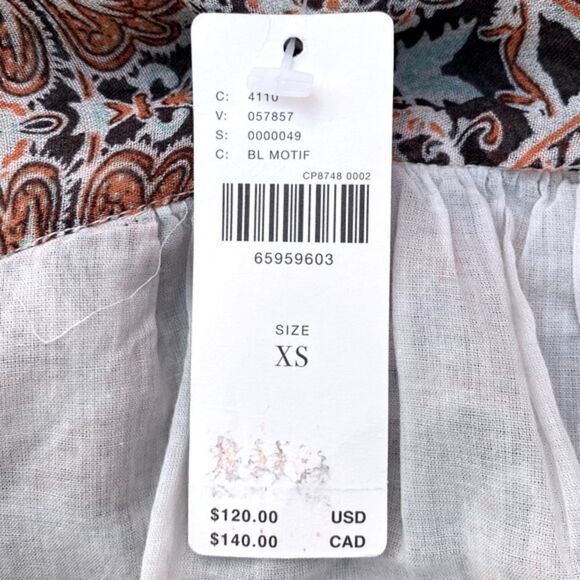 C: 4110
V: 057857
S: 0000049
C: BL MOTIF
CP8748 0002
65959603
SIZE
XS
$120.00 USD
$140.00 CAD